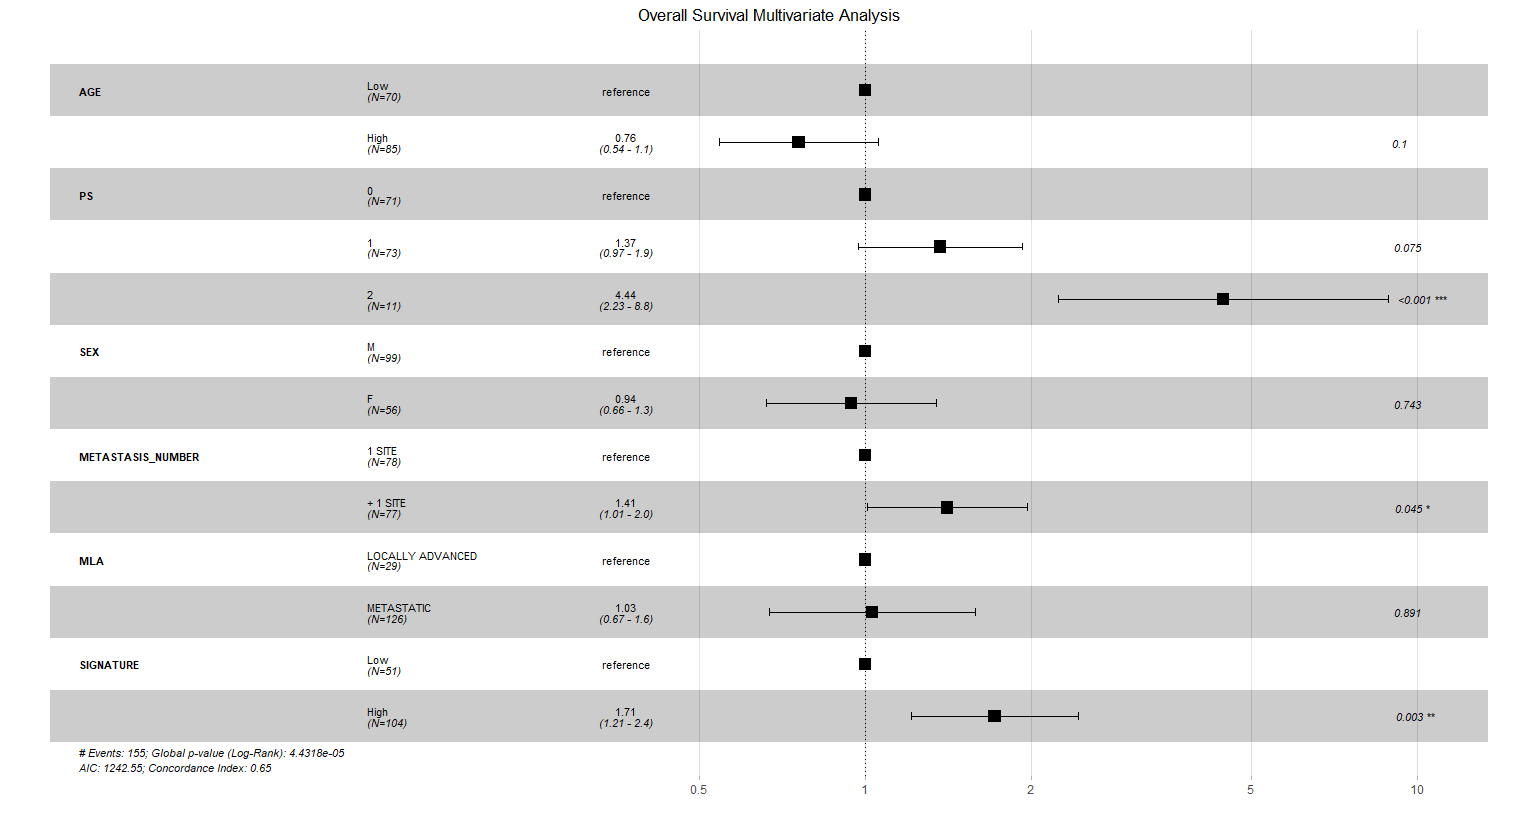 Overall Survival Multivariate Analysis
AGE
Low
(N=70)
reference
High
(N=85)
0.76
(0.54 - 1.1)
0.1
PS
0
(N=71)
reference
1
(N=73)
1.37
(0.97 - 1.9)
0.075
2
(N=11)
4.44
(2.23 - 8.8)
<0.001 ***
SEX
M
(N=99)
reference
F
(N=56)
0.94
(0.66 - 1.3)
0.743
METASTASIS_NUMBER
1 SITE
(N=78)
reference
+ 1 SITE
(N=77)
1.41
(1.01 - 2.0)
0.045 *
MLA
LOCALLY ADVANCED
(N=29)
reference
METASTATIC
(N=126)
1.03
(0.67 - 1.6)
0.891
SIGNATURE
Low
(N=51)
reference
High
(N=104)
1.71
(1.21 - 2.4)
0.003 **
# Events: 155; Global p-value (Log-Rank): 4.4318e-05
AIC: 1242.55; Concordance Index: 0.65
0.5 1 2 5 10